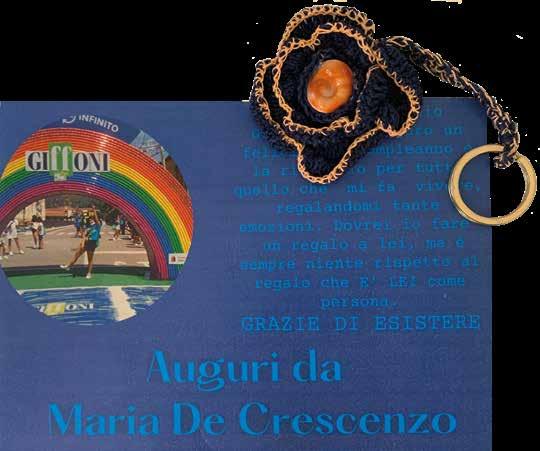 INFINITO
GIffONI
GIffONI
un
compleanno
la per tutto
quello che mi fa vivere,
regalandomi tante
emozioni. Dovrei io fare
un regalo a lei, ma è
sempre niente rispetto al
regalo che E' LEI come
persona.
GRAZIE DI ESISTERE
Auguri da
Maria De Crescenzo